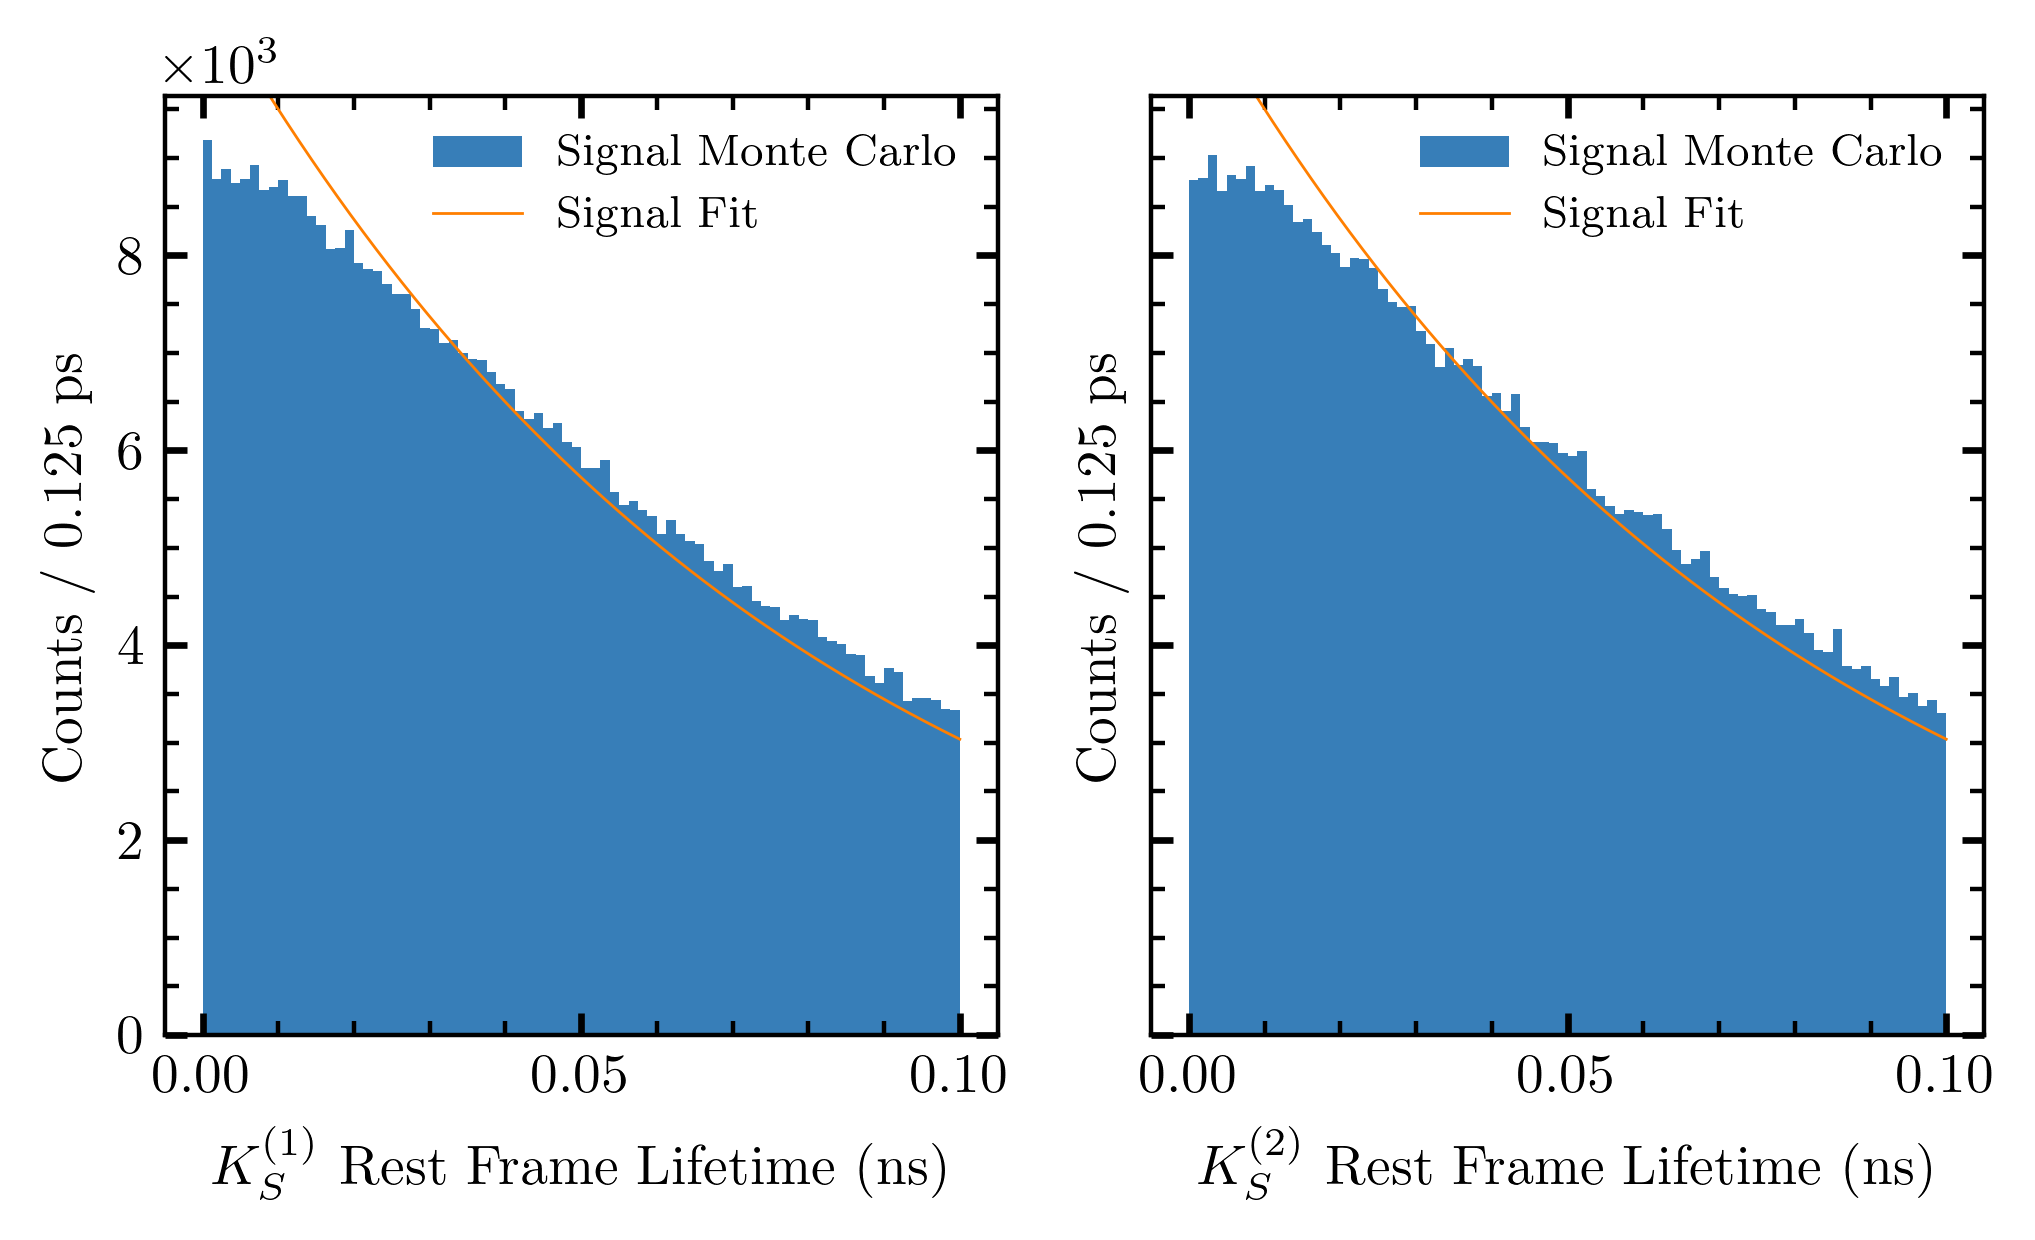 ×10³
Signal Monte Carlo
Signal Fit
8
6
4
2
0
0.00 0.05 0.10
Counts / 0.125 ps
K_S^(1) Rest Frame Lifetime (ns)
Signal Monte Carlo
Signal Fit
0.00 0.05 0.10
Counts / 0.125 ps
K_S^(2) Rest Frame Lifetime (ns)